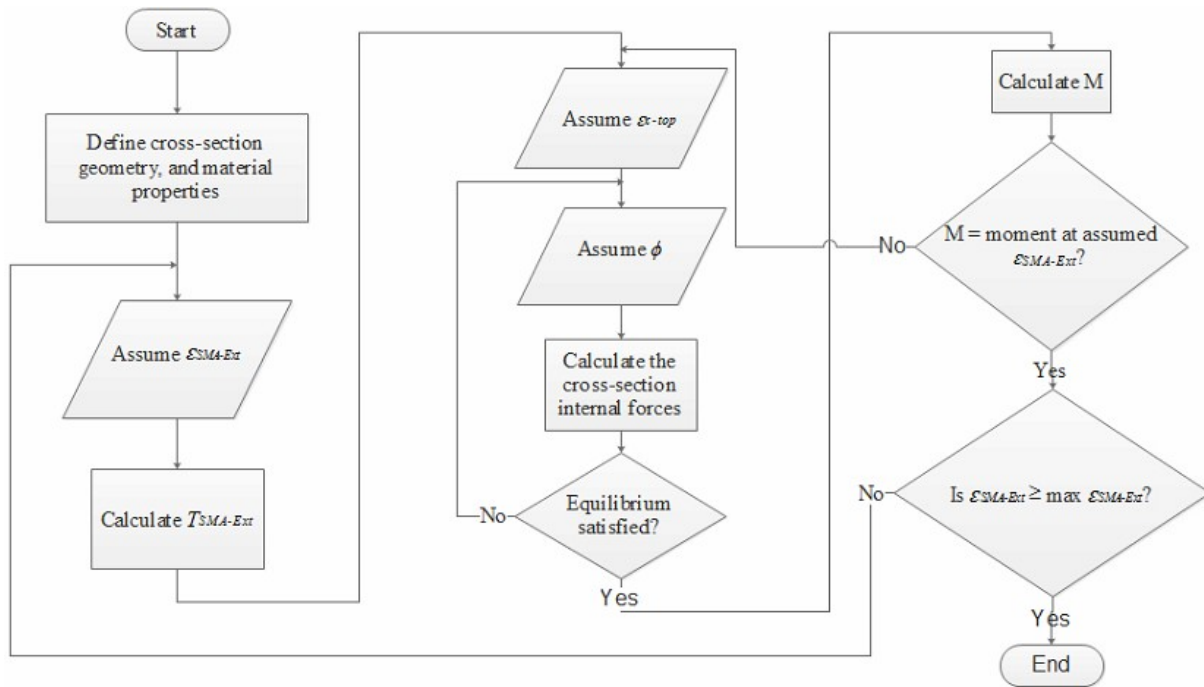 Start
Define cross-section
geometry, and material
properties
Assume εSMA-Ext
Calculate TSMA-Ext
Assume εt-top
Assume ϕ
Calculate the
cross-section
internal forces
No
Equilibrium
satisfied?
Yes
Calculate M
No
M = moment at assumed
εSMA-Ext?
Yes
No
Is εSMA-Ext ≥ max εSMA-Ext?
Yes
End